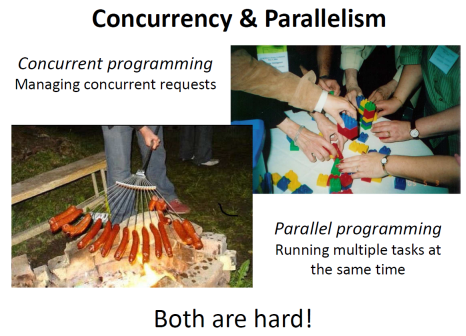 Concurrency & Parallelism
Concurrent programming
Managing concurrent requests
Parallel programming
Running multiple tasks at
the same time
Both are hard!